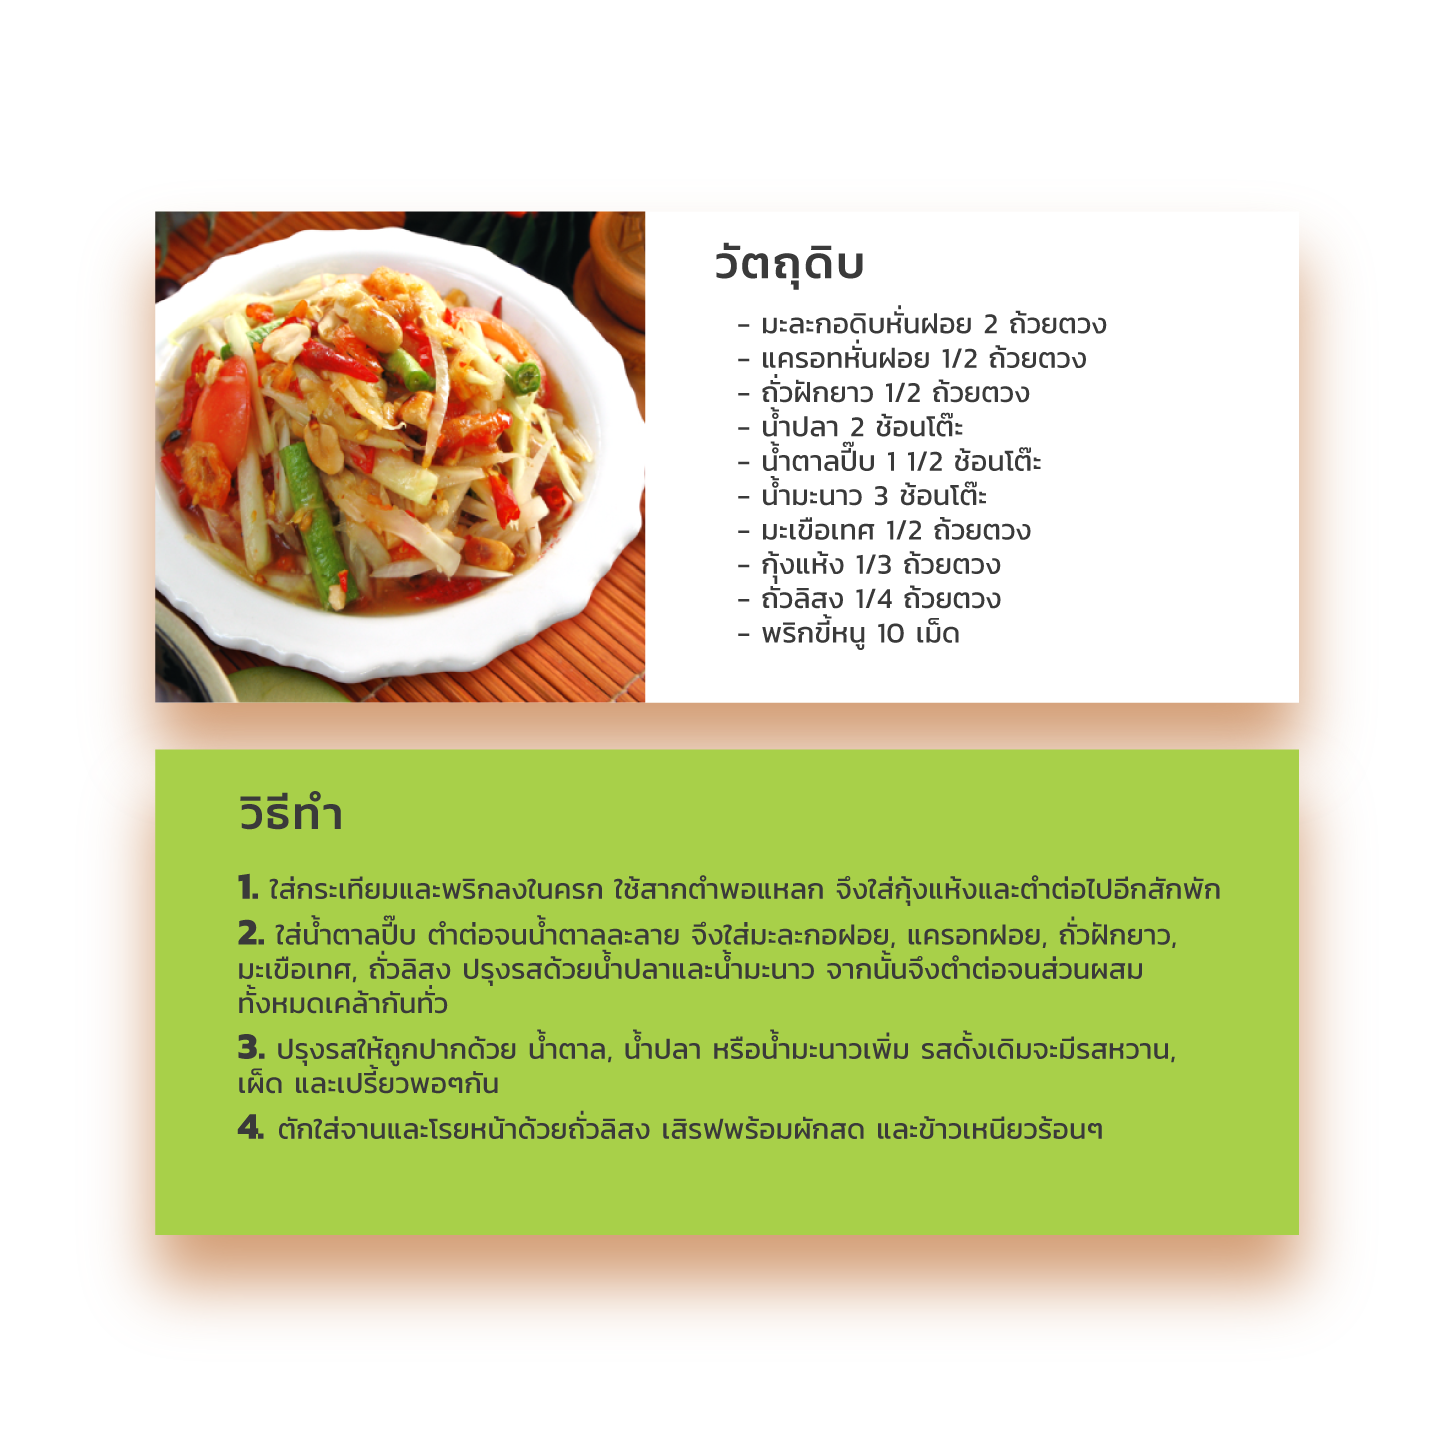 วัตถุดิบ
- มะละกอดิบหั่นฝอย 2 ถ้วยตวง
- แครอทหั่นฝอย 1/2 ถ้วยตวง
- ถั่วฝักยาว 1/2 ถ้วยตวง
- น้ำปลา 2 ช้อนโต๊ะ
- น้ำตาลปี๊บ 1 1/2 ช้อนโต๊ะ
- น้ำมะนาว 3 ช้อนโต๊ะ
- มะเขือเทศ 1/2 ถ้วยตวง
- กุ้งแห้ง 1/3 ถ้วยตวง
- ถั่วลิสง 1/4 ถ้วยตวง
- พริกขี้หนู 10 เม็ด
วิธีทำ
1. ใส่กระเทียมและพริกลงในครก ใช้สากตำพอแหลก จึงใส่กุ้งแห้งและตำต่อไปอีกสักพัก
2. ใส่น้ำตาลปี๊บ ตำต่อจนน้ำตาลละลาย จึงใส่มะละกอฝอย, แครอทฝอย, ถั่วฝักยาว,
มะเขือเทศ, ถั่วลิสง ปรุงรสด้วยน้ำปลาและน้ำมะนาว จากนั้นจึงตำต่อจนส่วนผสม
ทั้งหมดเคล้ากันทั่ว
3. ปรุงรสให้ถูกปากด้วย น้ำตาล, น้ำปลา หรือน้ำมะนาวเพิ่ม รสดั้งเดิมจะมีรสหวาน,
เผ็ด และเปรี้ยวพอๆกัน
4. ตักใส่จานและโรยหน้าด้วยถั่วลิสง เสิรฟพร้อมผักสด และข้าวเหนียวร้อนๆ